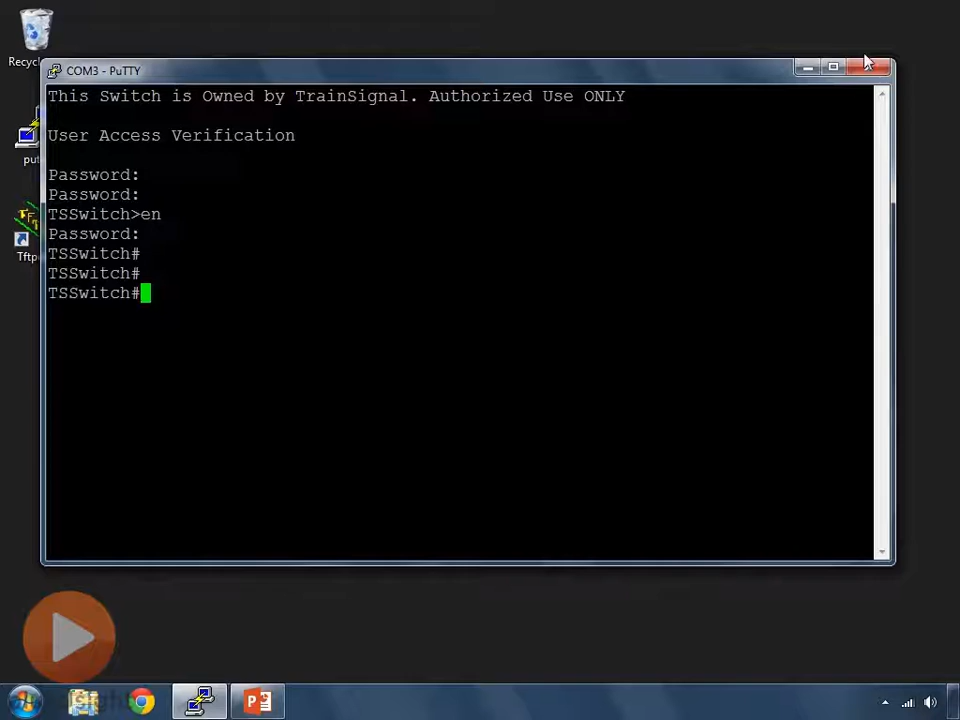 Recycl
COM3 - PuTTY
This Switch is Owned by TrainSignal. Authorized Use ONLY
User Access Verification
Password:
Password:
TSSwitch>en
Password:
TSSwitch#
TSSwitch#
TSSwitch#
put
Tftp